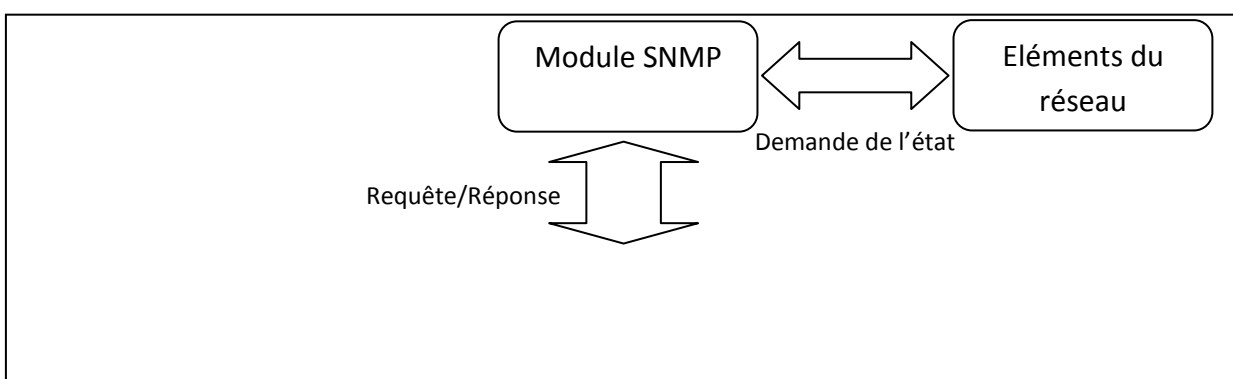 Module SNMP
Eléments du
réseau
Demande de l’état
Requête/Réponse